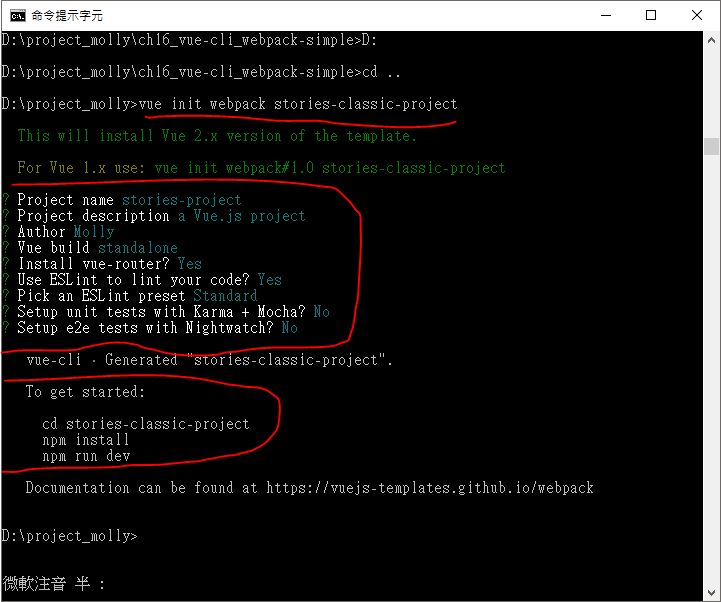 命令提示字元
D:\project_molly\ch16_vue-cli_webpack-simple>D:
D:\project_molly\ch16_vue-cli_webpack-simple>cd ..
D:\project_molly>vue init webpack stories-classic-project
This will install Vue 2.x version of the template.
For Vue 1.x use: vue init webpack#1.0 stories-classic-project
? Project name stories-project
? Project description a Vue.js project
? Author Molly
? Vue build standalone
? Install vue-router? Yes
? Use ESLint to lint your code? Yes
? Pick an ESLint preset Standard
? Setup unit tests with Karma + Mocha? No
? Setup e2e tests with Nightwatch? No
vue-cli · Generated "stories-classic-project".
To get started:
cd stories-classic-project
npm install
npm run dev
Documentation can be found at https://vuejs-templates.github.io/webpack
D:\project_molly>
微軟注音 半 :